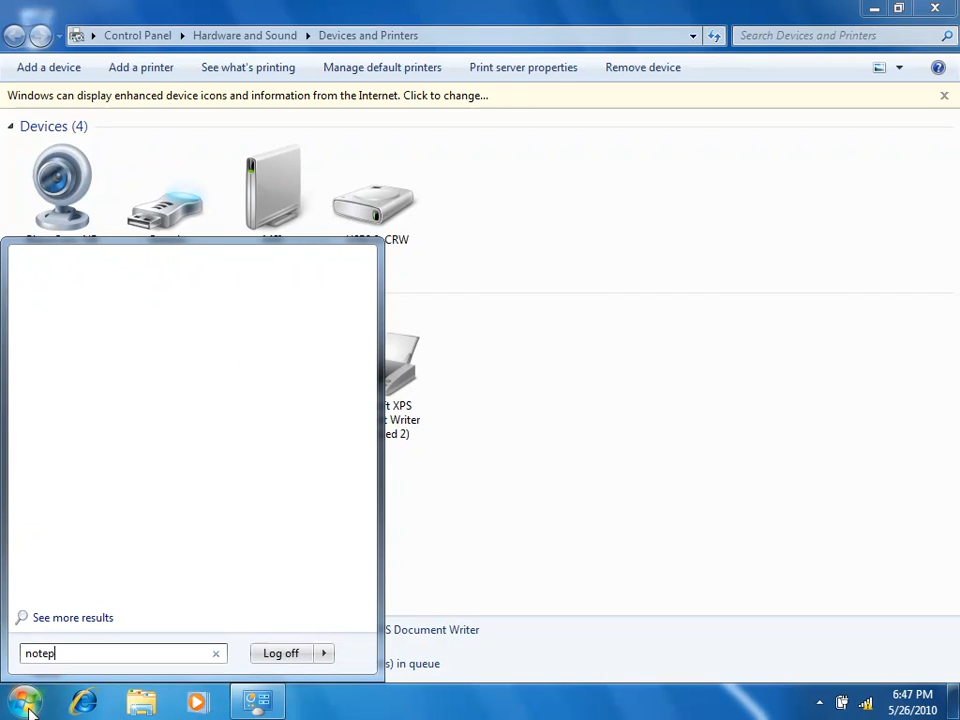 Control Panel Hardware and Sound Devices and Printers Search Devices and Printers
Add a device Add a printer See what's printing Manage default printers Print server properties Remove device
Windows can display enhanced device icons and information from the Internet. Click to change...
Devices (4)
CRW
ft XPS
t Writer
ed 2)
See more results
S Document Writer
notep Log off
s) in queue
6:47 PM
5/26/2010